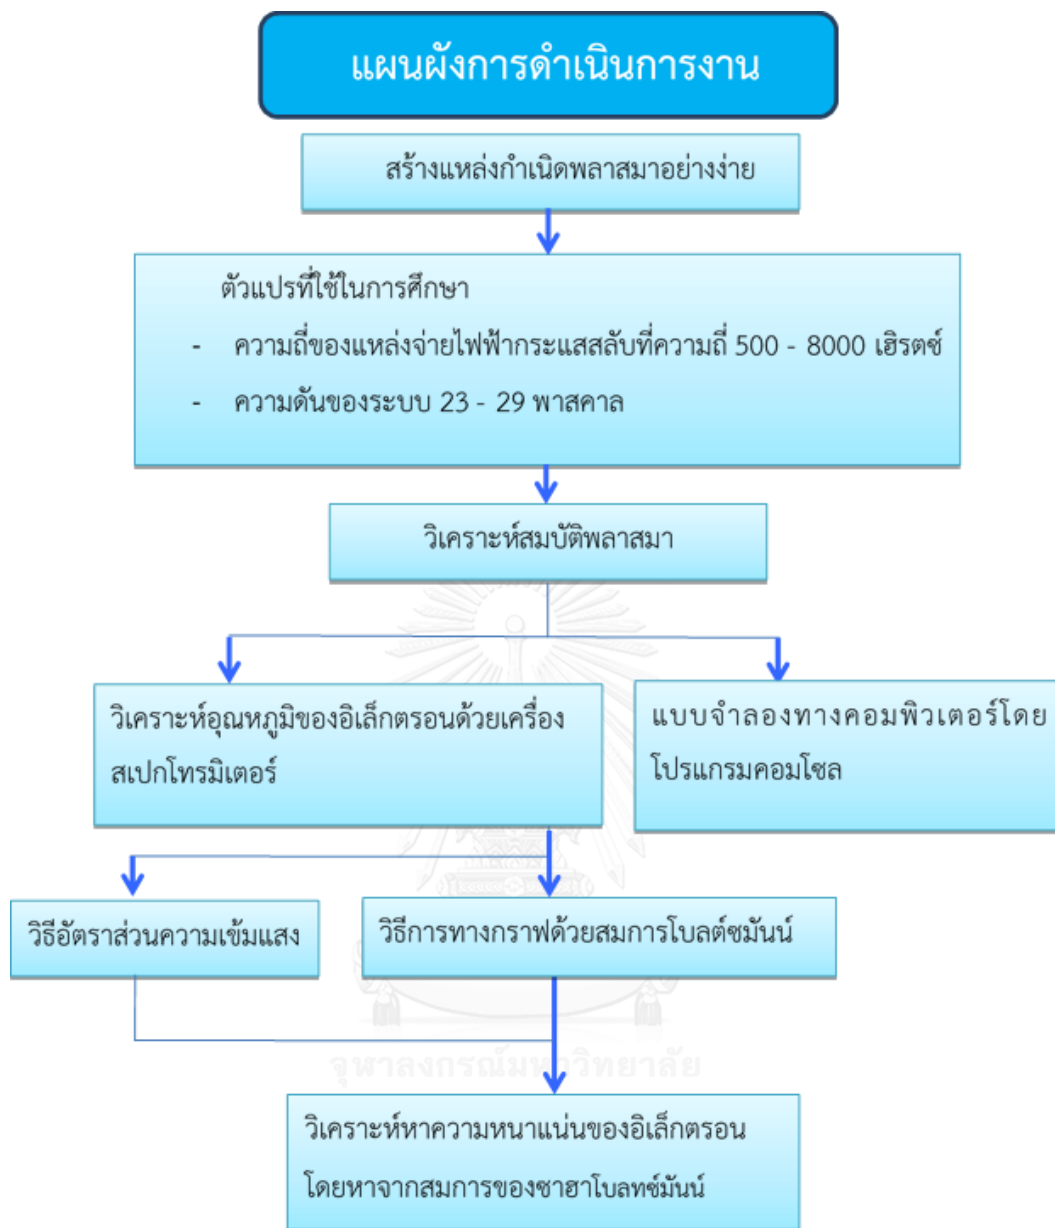 แผนผังการดำเนินการงาน
สร้างแหล่งกำเนิดพลาสมาอย่างง่าย
ตัวแปรที่ใช้ในการศึกษา
- ความถี่ของแหล่งจ่ายไฟฟ้ากระแสสลับที่ความถี่ 500 - 8000 เฮิรตซ์
- ความดันของระบบ 23 - 29 พาสคาล
วิเคราะห์สมบัติพลาสมา
วิเคราะห์อุณหภูมิของอิเล็กตรอนด้วยเครื่อง
สเปกโทรมิเตอร์
แบบจำลองทางคอมพิวเตอร์โดย
โปรแกรมคอมโซล
วิธีอัตราส่วนความเข้มแสง
วิธีการทางกราฟด้วยสมการโบลต์ซมันน์
จุฬาลงกรณ์มหาวิทยาลัย
วิเคราะห์หาความหนาแน่นของอิเล็กตรอน
โดยหาจากสมการของซาฮาโบลทซ์มันน์